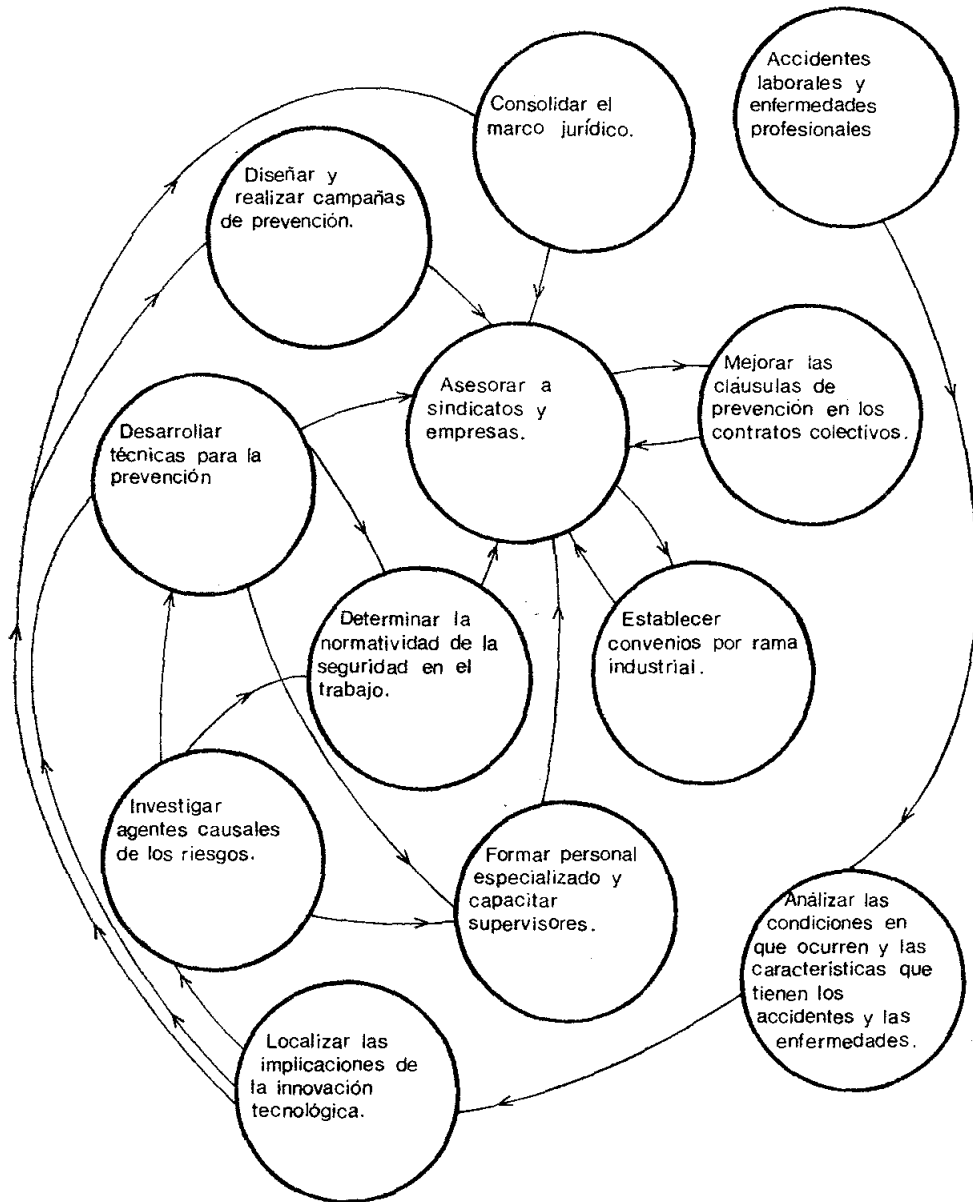 Accidentes
laborales y
enfermedades
profesionales
Consolidar el
marco jurídico.
Diseñar y
realizar campañas
de prevención.
Asesorar a
sindicatos y
empresas.
Mejorar las
cláusulas de
prevención en los
contratos colectivos.
Desarrollar
técnicas para la
prevención
Determinar la
normatividad de la
seguridad en el
trabajo.
Establecer
convenios por rama
industrial.
Investigar
agentes causales
de los riesgos.
Formar personal
especializado y
capacitar
supervisores.
Análizar las
condiciones en
que ocurren y las
características que
tienen los
accidentes y las
enfermedades.
Localizar las
implicaciones de
la innovación
tecnológica.